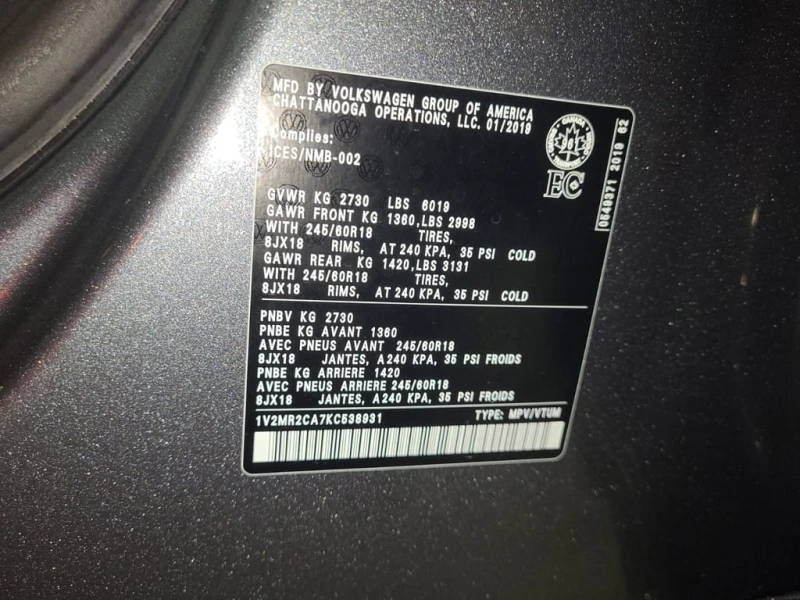 MFD BY VOLKSWAGEN GROUP OF AMERICA
CHATTANOOGA OPERATIONS, LLC. 01/2019
Complies:
ICES/NMB-002
CANADA
EC
0549371 2019 02
GVWR KG 2730 LBS 6019
GAWR FRONT KG 1360,LBS 2998
WITH 245/60R18 TIRES,
8JX18 RIMS, AT 240 KPA, 35 PSI COLD
GAWR REAR KG 1420,LBS 3131
WITH 245/60R18 TIRES,
8JX18 RIMS, AT 240 KPA, 35 PSI COLD
PNBV KG 2730
PNBE KG AVANT 1360
AVEC PNEUS AVANT 245/60R18
8JX18 JANTES, A 240 KPA, 35 PSI FROIDS
PNBE KG ARRIERE 1420
AVEC PNEUS ARRIERE 245/60R18
8JX18 JANTES, A 240 KPA, 35 PSI FROIDS
1V2MR2CA7KC538931 TYPE: MPV/VTUM